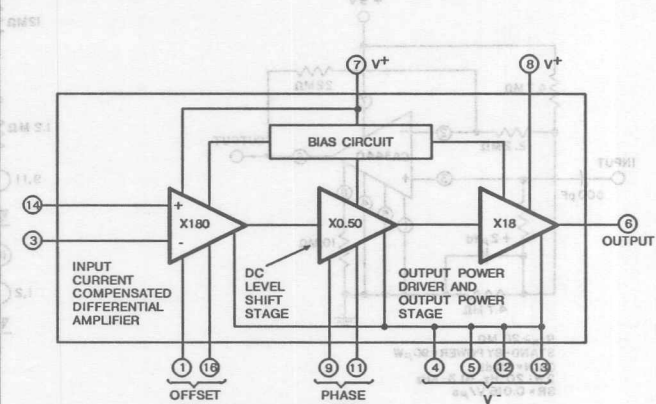 7 V+
8 V+
BIAS CIRCUIT
14 +
X180
X0.50
X18
3 -
6
OUTPUT
INPUT
CURRENT
COMPENSATED
DIFFERENTIAL
AMPLIFIER
DC
LEVEL
SHIFT
STAGE
OUTPUT POWER
DRIVER AND
OUTPUT POWER
STAGE
1 16 9 11 4 5 12 13
OFFSET PHASE V-